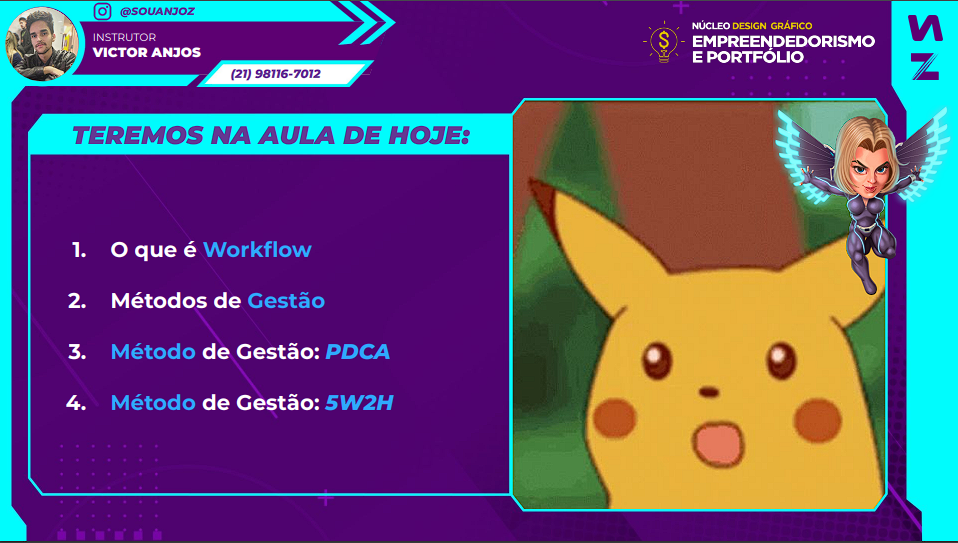 @SOUANJOZ
INSTRUTOR
VICTOR ANJOS
(21) 98116-7012
NÚCLEO DESIGN GRÁFICO
EMPREENDEDORISMO
E PORTFÓLIO
TEREMOS NA AULA DE HOJE:
1. O que é Workflow
2. Métodos de Gestão
3. Método de Gestão: PDCA
4. Método de Gestão: 5W2H